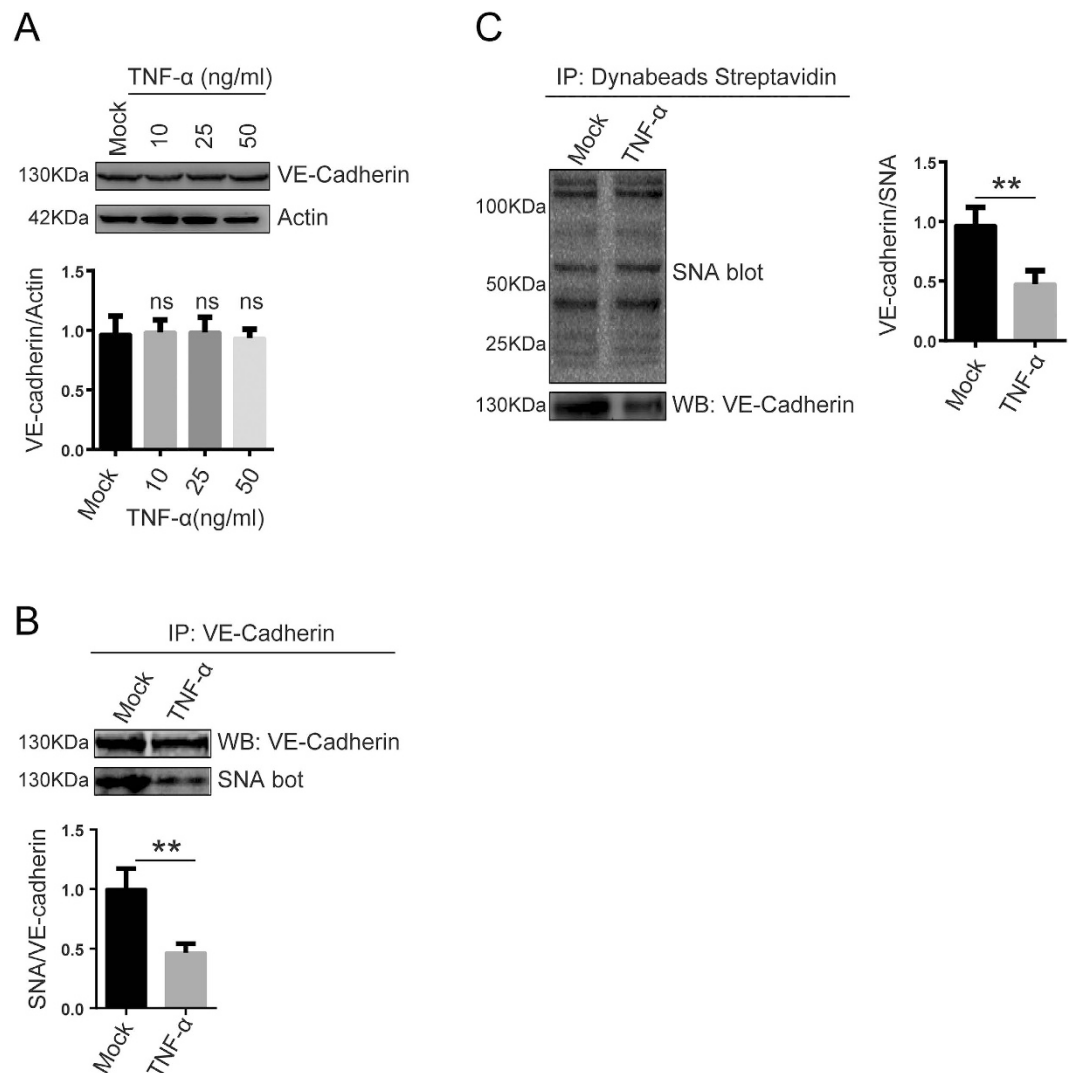 A
TNF-α (ng/ml)
Mock
10
25
50
130KDa
VE-Cadherin
42KDa
Actin
VE-cadherin/Actin
1.5
1.0
0.5
0.0
ns
ns
ns
Mock
10
25
50
TNF-α(ng/ml)
B
IP: VE-Cadherin
Mock
TNF-α
130KDa
WB: VE-Cadherin
130KDa
SNA bot
SNA/VE-cadherin
1.5
1.0
0.5
0.0
**
Mock
TNF-α
C
IP: Dynabeads Streptavidin
Mock
TNF-α
100KDa
50KDa
25KDa
SNA blot
130KDa
WB: VE-Cadherin
VE-cadherin/SNA
1.5
1.0
0.5
0.0
**
Mock
TNF-α